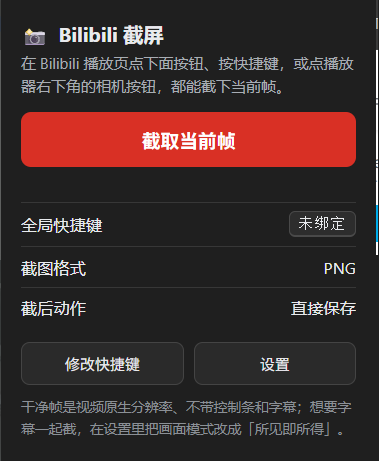 Bilibili 截屏
在 Bilibili 播放页点下面按钮、按快捷键，或点播放
器右下角的相机按钮，都能截下当前帧。
截取当前帧
全局快捷键 未绑定
截图格式 PNG
截后动作 直接保存
修改快捷键 设置
干净帧是视频原生分辨率、不带控制条和字幕；想要字
幕一起截，在设置里把画面模式改成「所见即所得」。